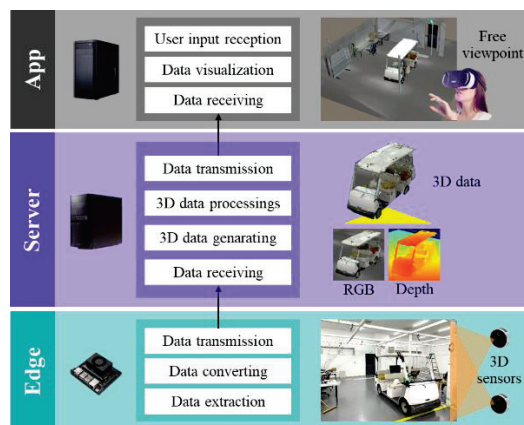 App
User input reception
Data visualization
Data receiving
Free
viewpoint
Server
Data transmission
3D data processings
3D data genarating
Data receiving
3D data
RGB
Depth
Edge
Data transmission
Data converting
Data extraction
3D
sensors